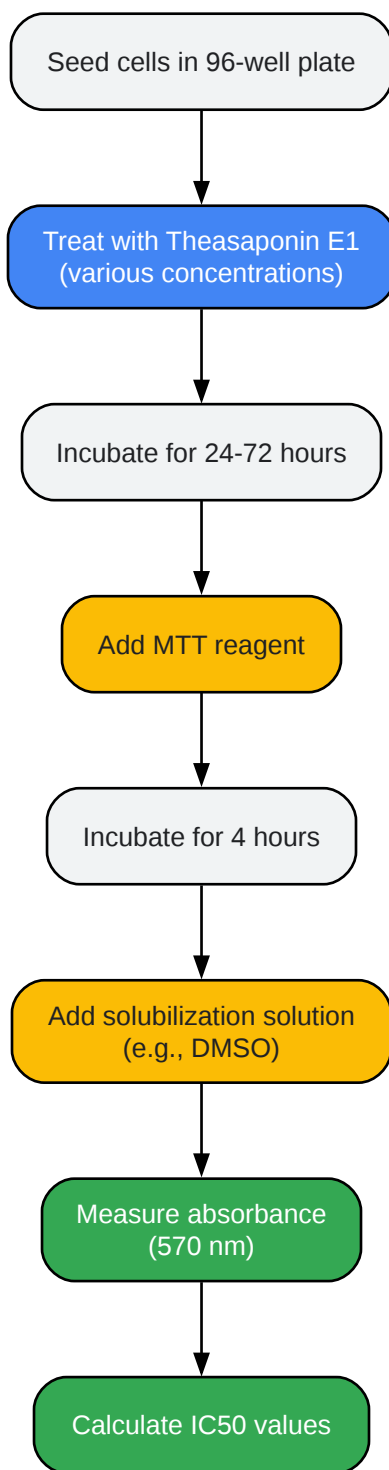 Seed cells in 96-well plate
Treat with Theasaponin E1
(various concentrations)
Incubate for 24-72 hours
Add MTT reagent
Incubate for 4 hours
Add solubilization solution
(e.g., DMSO)
Measure absorbance
(570 nm)
Calculate IC50 values